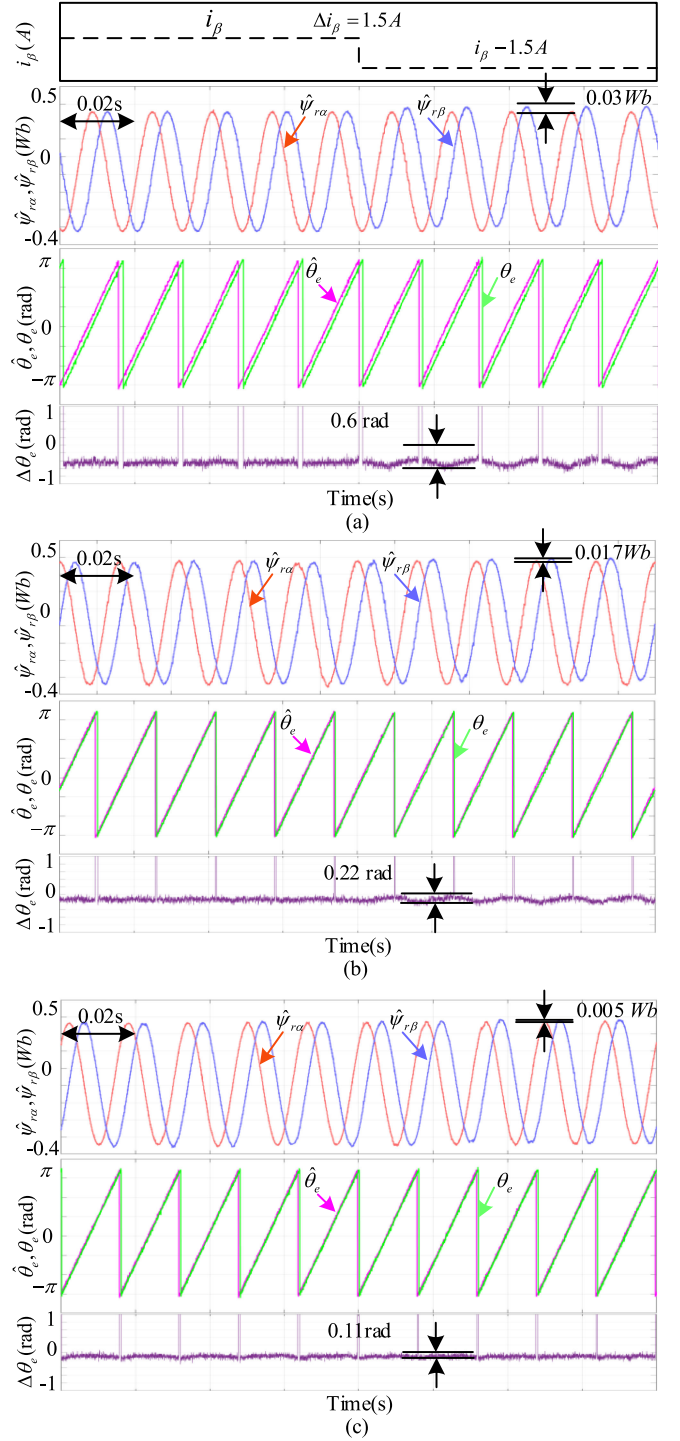 i_β(A)
i_β
Δi_β = 1.5A
i_β −1.5A
0.5
0
-0.4
ψ̂_rα, ψ̂_rβ(Wb)
0.02s
ψ̂_rα
ψ̂_rβ
0.03Wb
π
0
−π
θ̂_e, θ_e(rad)
θ̂_e
θ_e
1
0
-1
Δθ_e(rad)
0.6 rad
Time(s)
(a)
0.5
0
-0.4
ψ̂_rα, ψ̂_rβ(Wb)
0.02s
ψ̂_rα
ψ̂_rβ
0.017Wb
π
0
−π
θ̂_e, θ_e(rad)
θ̂_e
θ_e
1
0
-1
Δθ_e(rad)
0.22 rad
Time(s)
(b)
0.5
0
-0.4
ψ̂_rα, ψ̂_rβ(Wb)
0.02s
ψ̂_rα
ψ̂_rβ
0.005 Wb
π
0
−π
θ̂_e, θ_e(rad)
θ̂_e
θ_e
1
0
-1
Δθ_e(rad)
0.11rad
Time(s)
(c)